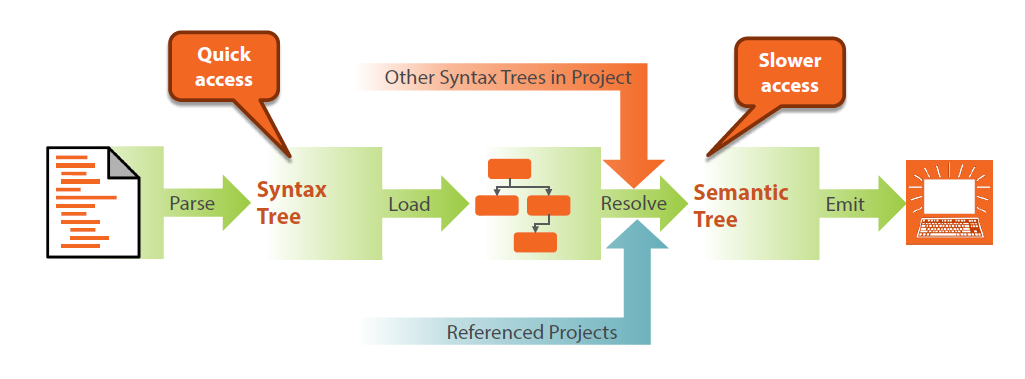 Quick
access
Slower
access
Other Syntax Trees in Project
Parse
Syntax
Tree
Load
Resolve
Semantic
Tree
Emit
Referenced Projects